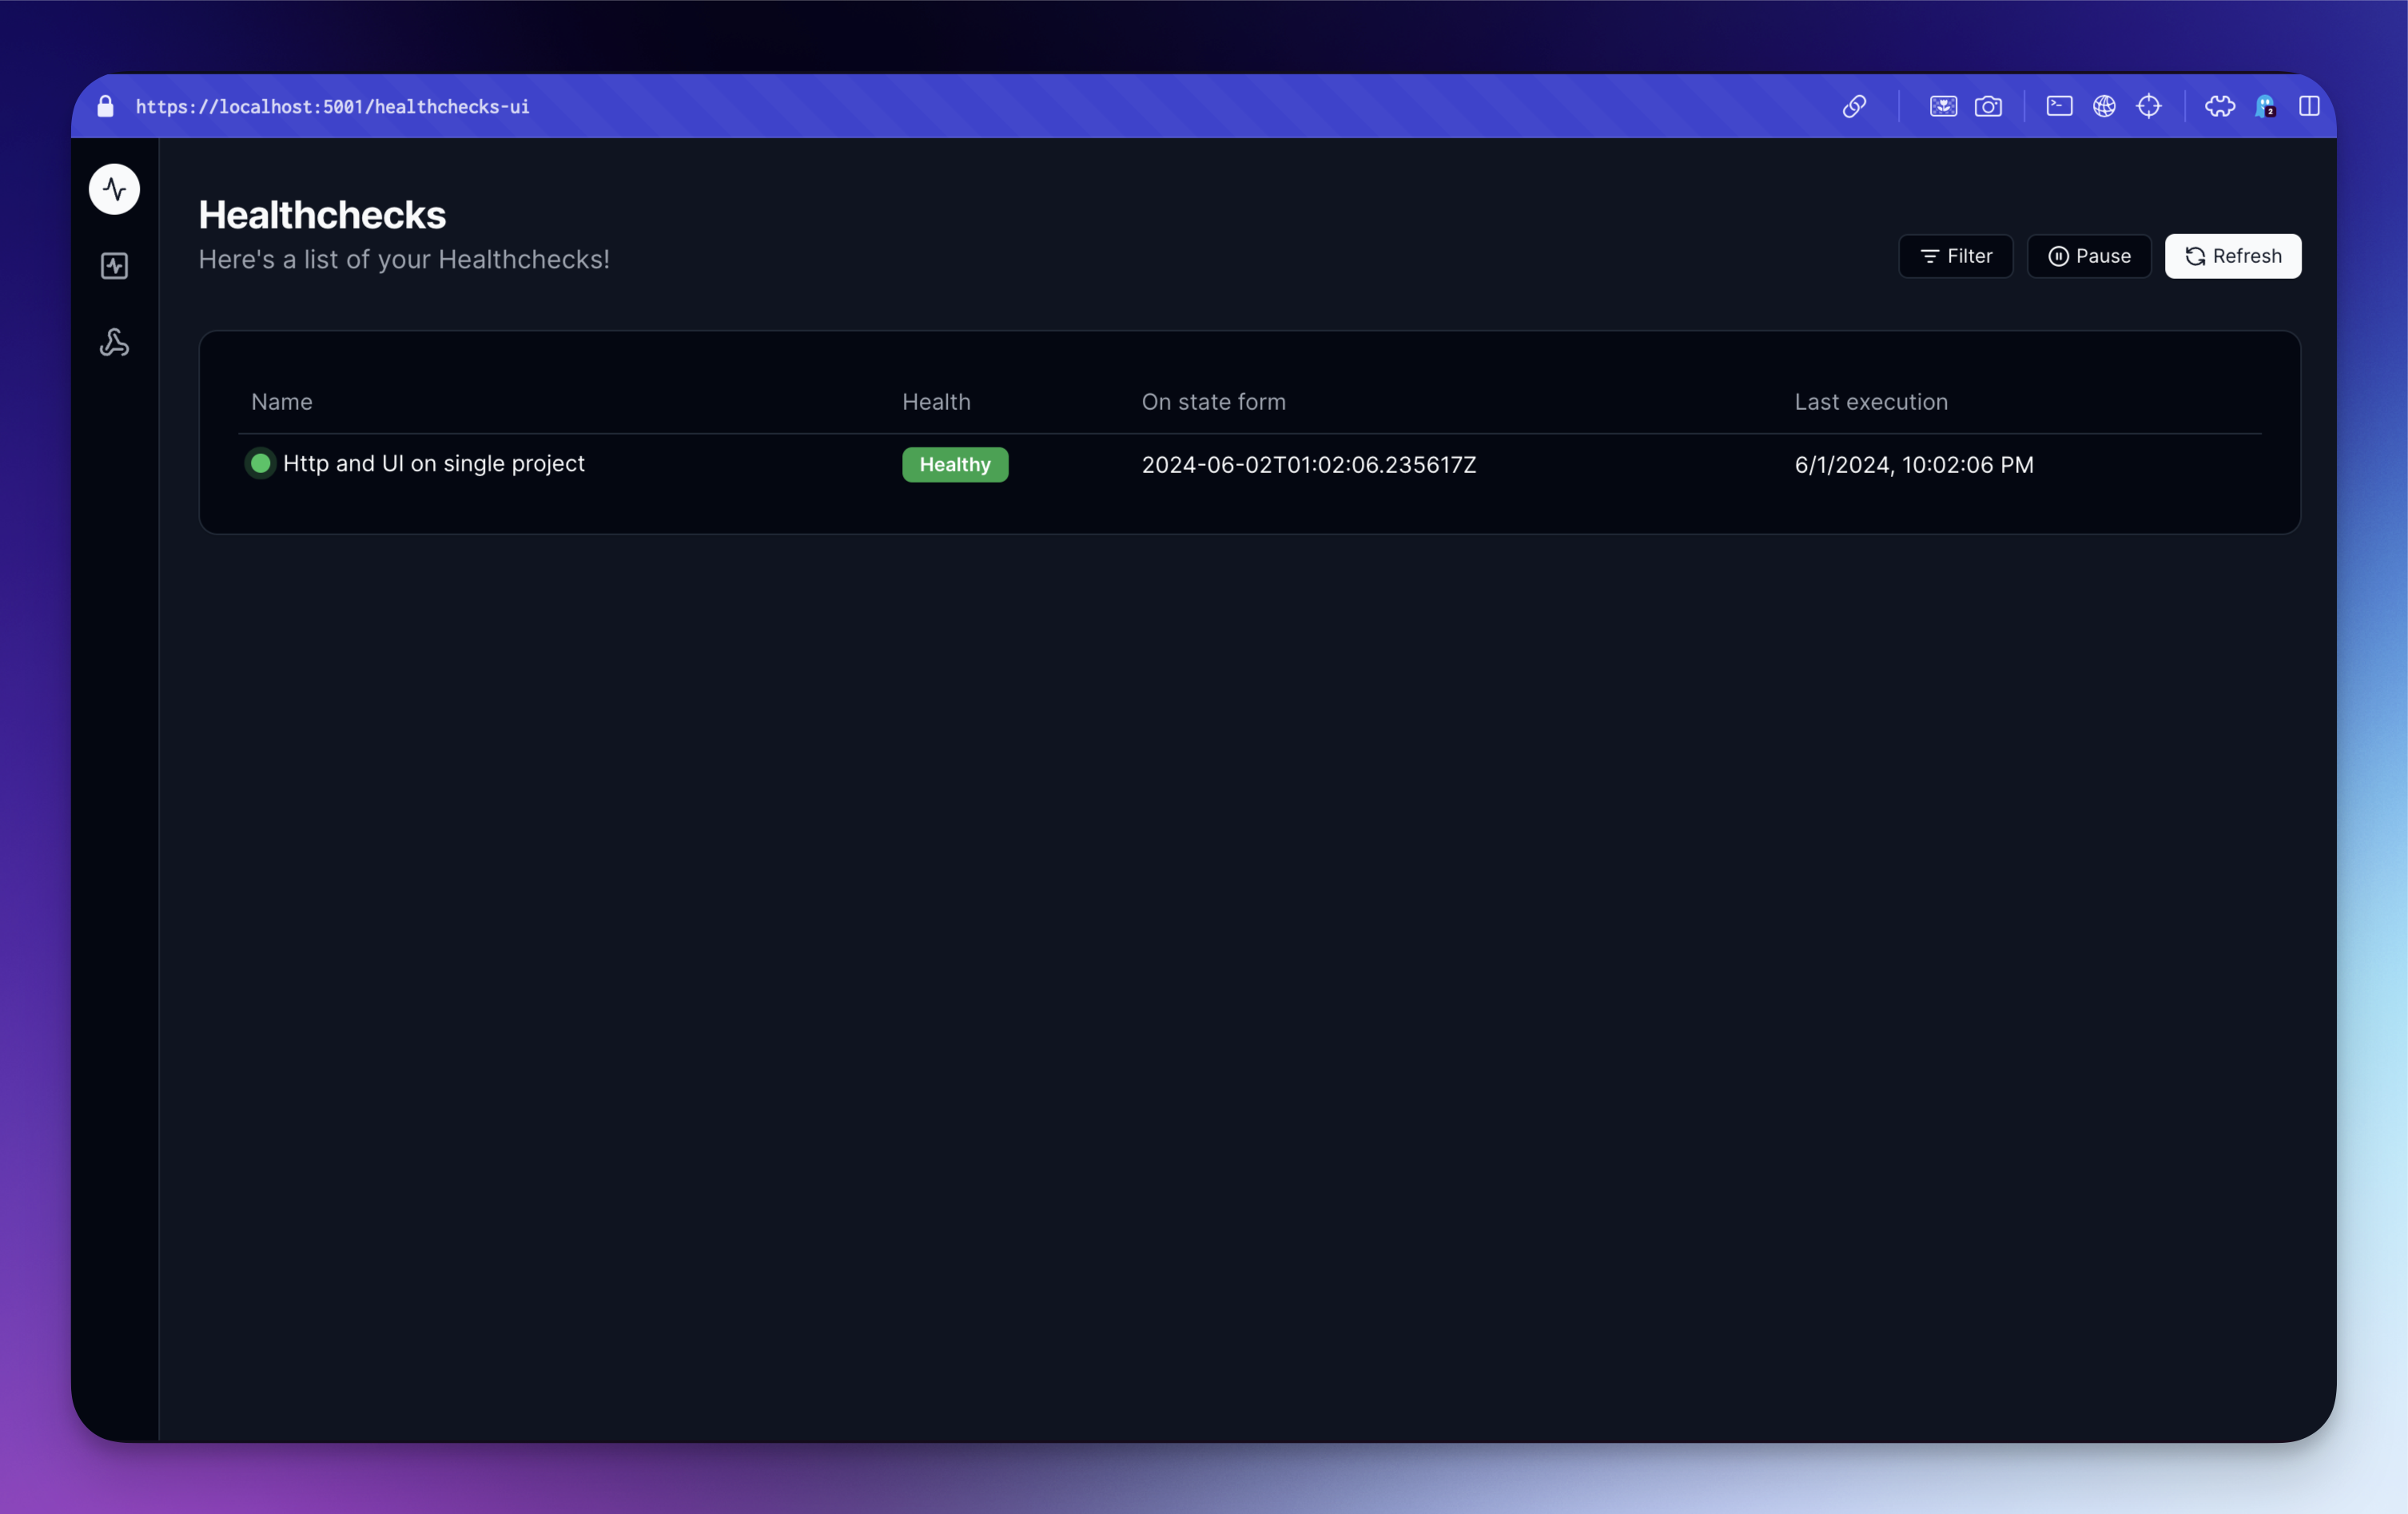 https://localhost:5001/healthchecks-ui
2
Healthchecks
Here's a list of your Healthchecks!
Filter Pause Refresh
Name Health On state form Last execution
Http and UI on single project Healthy 2024-06-02T01:02:06.235617Z 6/1/2024, 10:02:06 PM